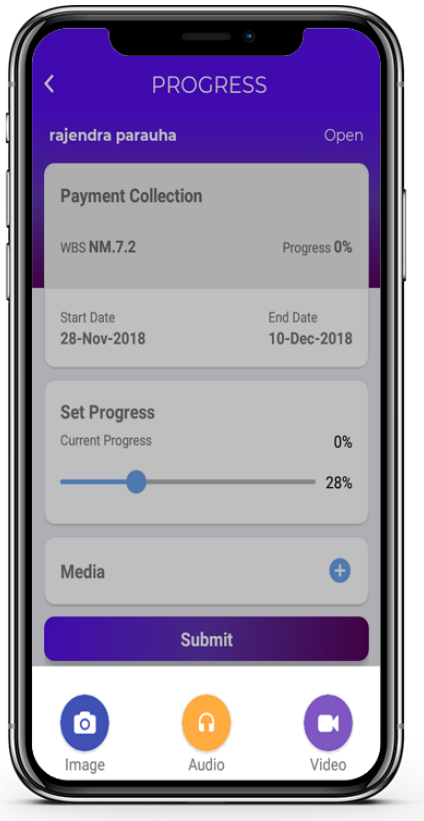 PROGRESS
rajendra parauha Open
Payment Collection
WBS NM.7.2 Progress 0%
Start Date End Date
28-Nov-2018 10-Dec-2018
Set Progress
Current Progress 0%
28%
Media
Submit
Image Audio Video